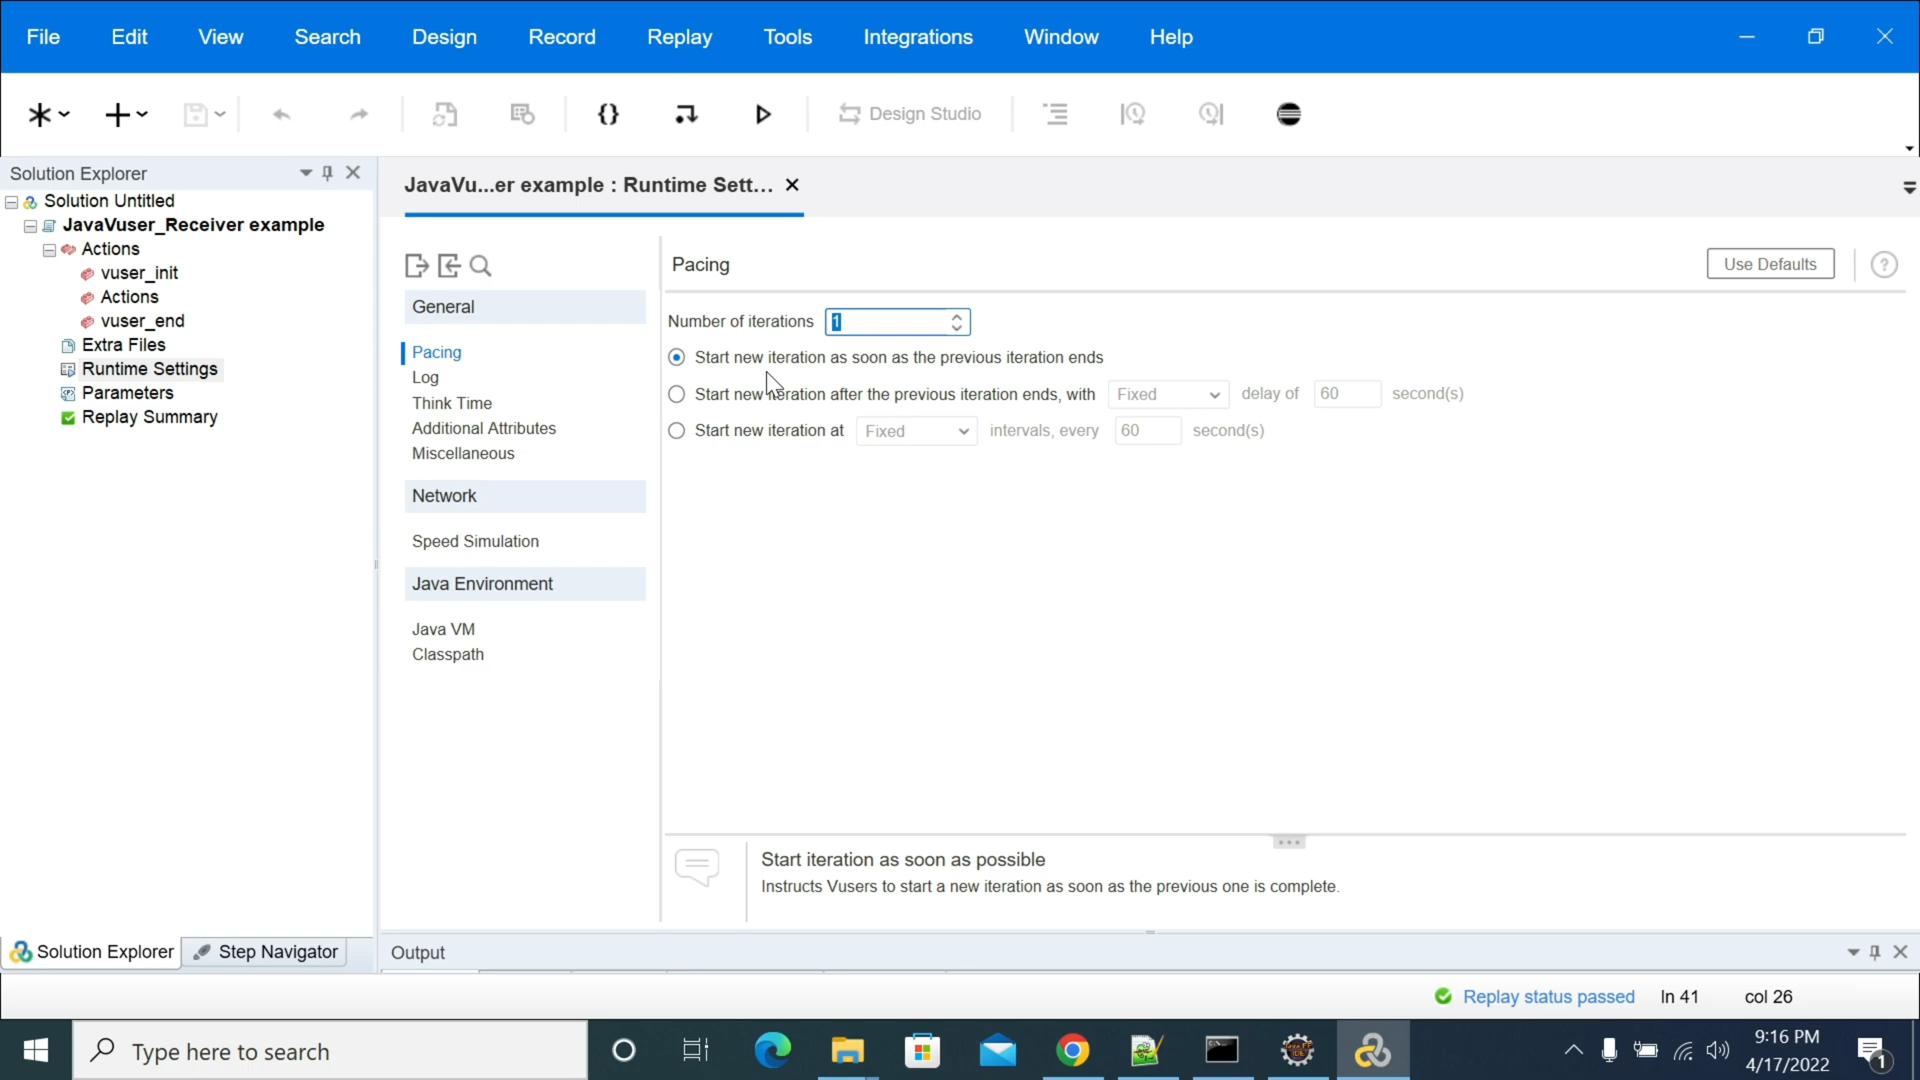 File Edit View Search Design Record Replay Tools Integrations Window Help
Design Studio
Solution Explorer
Solution Untitled
JavaVuser_Receiver example
Actions
vuser_init
Actions
vuser_end
Extra Files
Runtime Settings
Parameters
Replay Summary
JavaVu...er example : Runtime Sett...
General
Pacing
Log
Think Time
Additional Attributes
Miscellaneous
Network
Speed Simulation
Java Environment
Java VM
Classpath
Pacing
Use Defaults
?
Number of iterations 1
Start new iteration as soon as the previous iteration ends
Start new iteration after the previous iteration ends, with Fixed delay of 60 second(s)
Start new iteration at Fixed intervals, every 60 second(s)
Start iteration as soon as possible
Instructs Vusers to start a new iteration as soon as the previous one is complete.
Solution Explorer Step Navigator
Output
Replay status passed ln 41 col 26
Type here to search
9:16 PM
4/17/2022
1